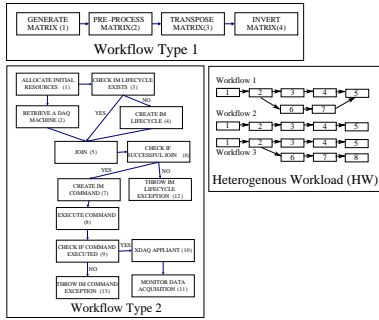 GENERATE MATRIX (1)
PRE -PROCESS MATRIX(2)
TRANSPOSE MATRIX(3)
INVERT MATRIX(4)
Workflow Type 1
ALLOCATE INITIAL
RESOURCES (1)
CHECK IM LIFECYCLE
EXISTS (3)
NO
RETRIEVE A DAQ
MACHINE (2)
CREATE IM
LIFECYCLE (4)
YES
JOIN (5)
CHECK IF
SUCCESSFUL JOIN (6)
YES
NO
CREATE IM
COMMAND (7)
THROW IM
LIFECYCLE
EXCEPTION (12)
EXECUTE COMMAND
(8)
CHECK IF COMMAND
EXECUTED (9)
YES
XDAQ APPLIANT (10)
NO
MONITOR DATA
ACQUISITION (11)
THROW IM COMMAND
EXCEPTION (13)
Workflow Type 2
Workflow 1
1 2 3 4 5
6 7
Workflow 2
1 2 3 4 5
1 2 3 4 5
Workflow 3
6 7 8
Heterogenous Workload (HW)